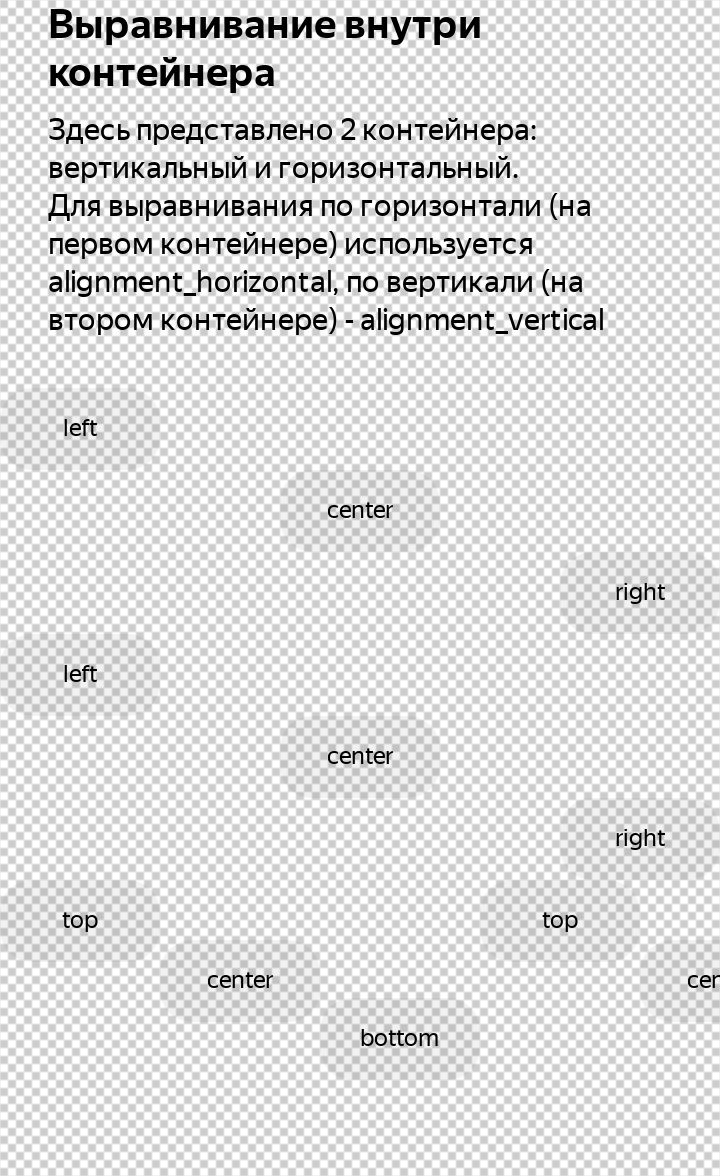 Выравнивание внутри
контейнера
Здесь представлено 2 контейнера:
вертикальный и горизонтальный.
Для выравнивания по горизонтали (на
первом контейнере) используется
alignment_horizontal, по вертикали (на
втором контейнере) - alignment_vertical
left
center
right
left
center
right
top top
center cer
bottom